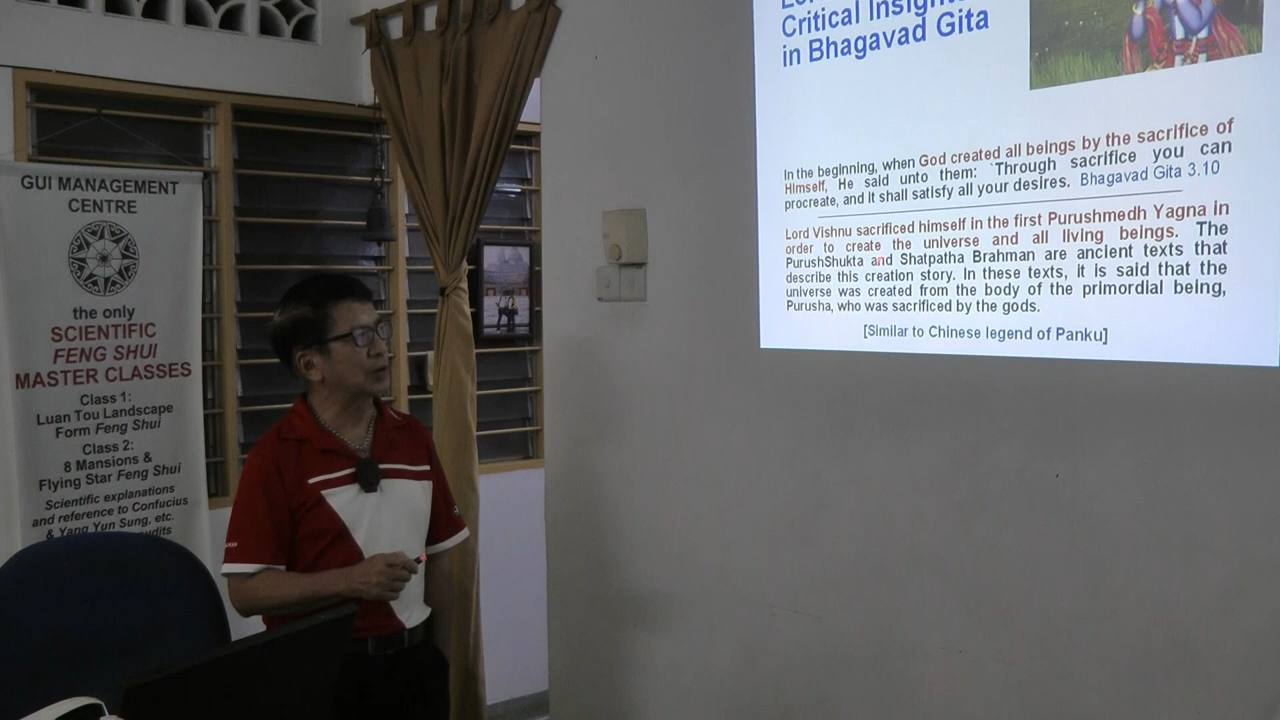 GUI MANAGEMENT
CENTRE
the only
SCIENTIFIC
FENG SHUI
MASTER CLASSES
Class 1:
Luan Tou Landscape
Form Feng Shui
Class 2:
8 Mansions &
Flying Star Feng Shui
Scientific explanations
and reference to Confucius
& Yang Yun Sung, etc.
Critical Insights
in Bhagavad Gita
In the beginning, when God created all beings by the sacrifice of
Himself, He said unto them: `Through sacrifice you can
procreate, and it shall satisfy all your desires. Bhagavad Gita 3.10
Lord Vishnu sacrificed himself in the first Purushmedh Yagna in
order to create the universe and all living beings. The
PurushShukta and Shatpatha Brahman are ancient texts that
describe this creation story. In these texts, it is said that the
universe was created from the body of the primordial being,
Purusha, who was sacrificed by the gods.
[Similar to Chinese legend of Panku]